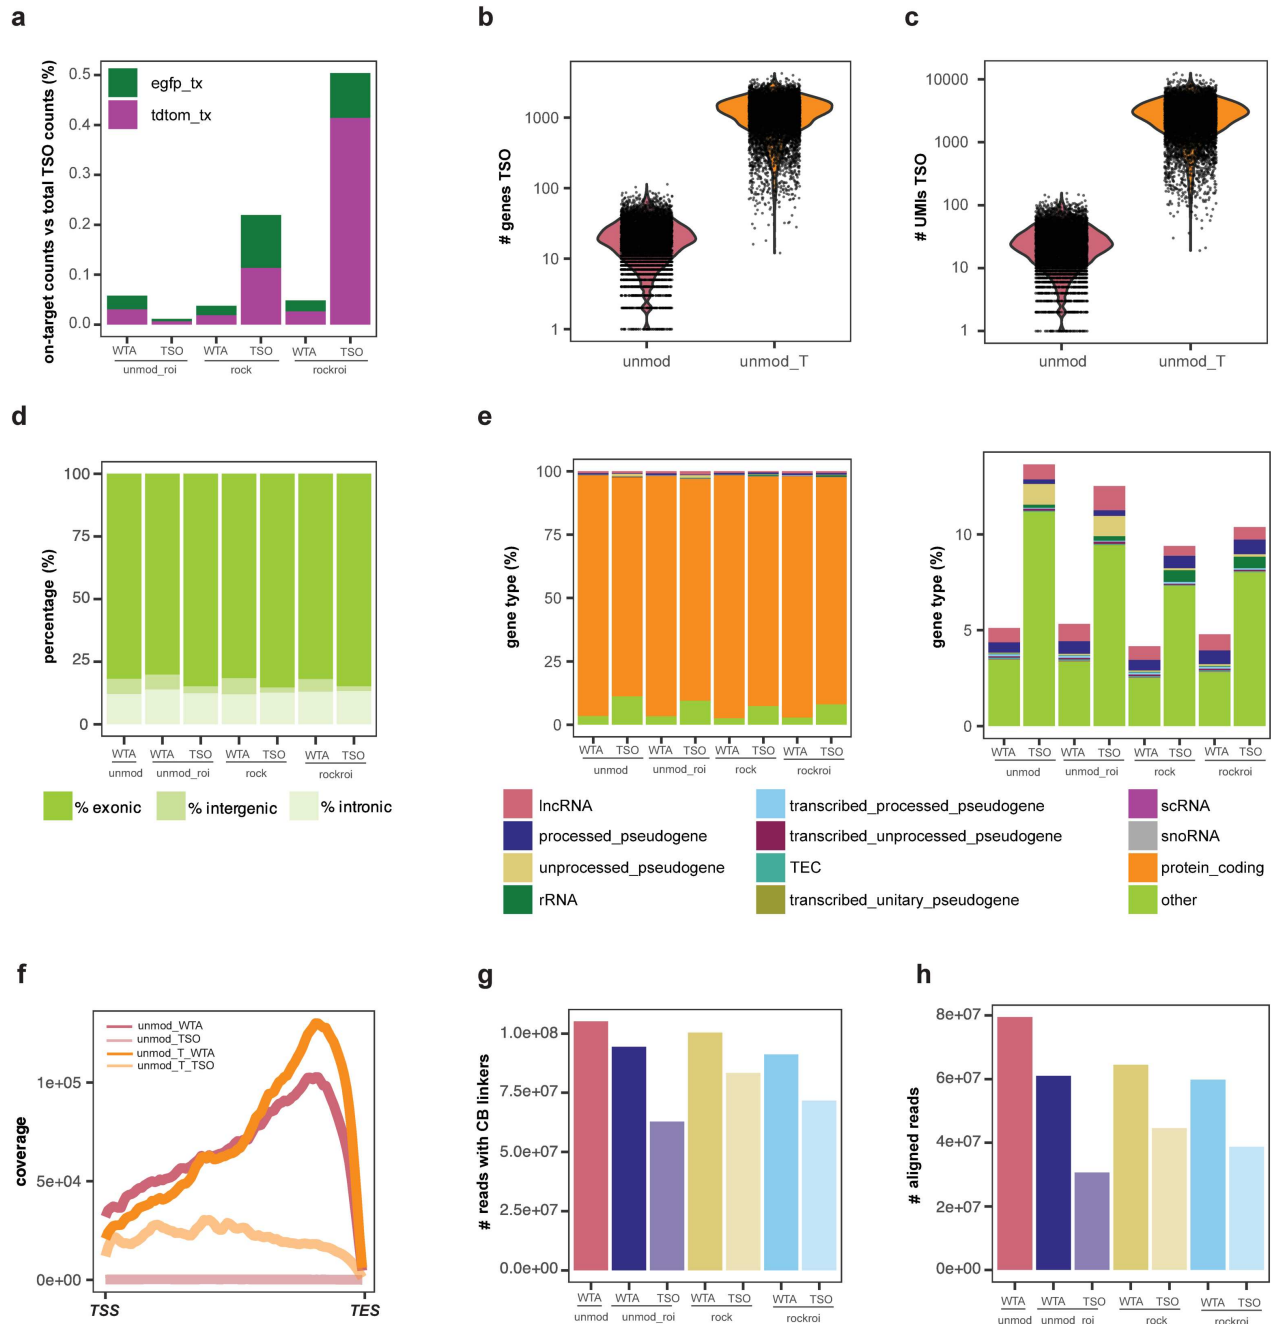 a
on-target counts vs total TSO counts (%)
0.5
0.4
0.3
0.2
0.1
0.0
egfp_tx
tdtom_tx
WTA TSO WTA TSO WTA TSO
unmod_roi rock rockroi
b
# genes TSO
1000
100
10
1
unmod unmod_T
c
# UMIs TSO
10000
1000
100
10
1
unmod unmod_T
d
percentage (%)
100
75
50
25
0
WTA WTA TSO WTA TSO WTA TSO
unmod unmod_roi rock rockroi
% exonic % intergenic % intronic
e
gene type (%)
100
75
50
25
0
WTA TSO WTA TSO WTA TSO WTA TSO
unmod unmod_roi rock rockroi
gene type (%)
10
5
0
WTA TSO WTA TSO WTA TSO WTA TSO
unmod unmod_roi rock rockroi
lncRNA
processed_pseudogene
unprocessed_pseudogene
rRNA
transcribed_processed_pseudogene
transcribed_unprocessed_pseudogene
TEC
transcribed_unitary_pseudogene
scRNA
snoRNA
protein_coding
other
f
coverage
1e+05
5e+04
0e+00
unmod_WTA
unmod_TSO
unmod_T_WTA
unmod_T_TSO
TSS TES
g
# reads with CB linkers
1.0e+08
7.5e+07
5.0e+07
2.5e+07
0.0e+00
WTA WTA TSO WTA TSO WTA TSO
unmod unmod_roi rock rockroi
h
# aligned reads
8e+07
6e+07
4e+07
2e+07
0e+00
WTA WTA TSO WTA TSO WTA TSO
unmod unmod_roi rock rockroi